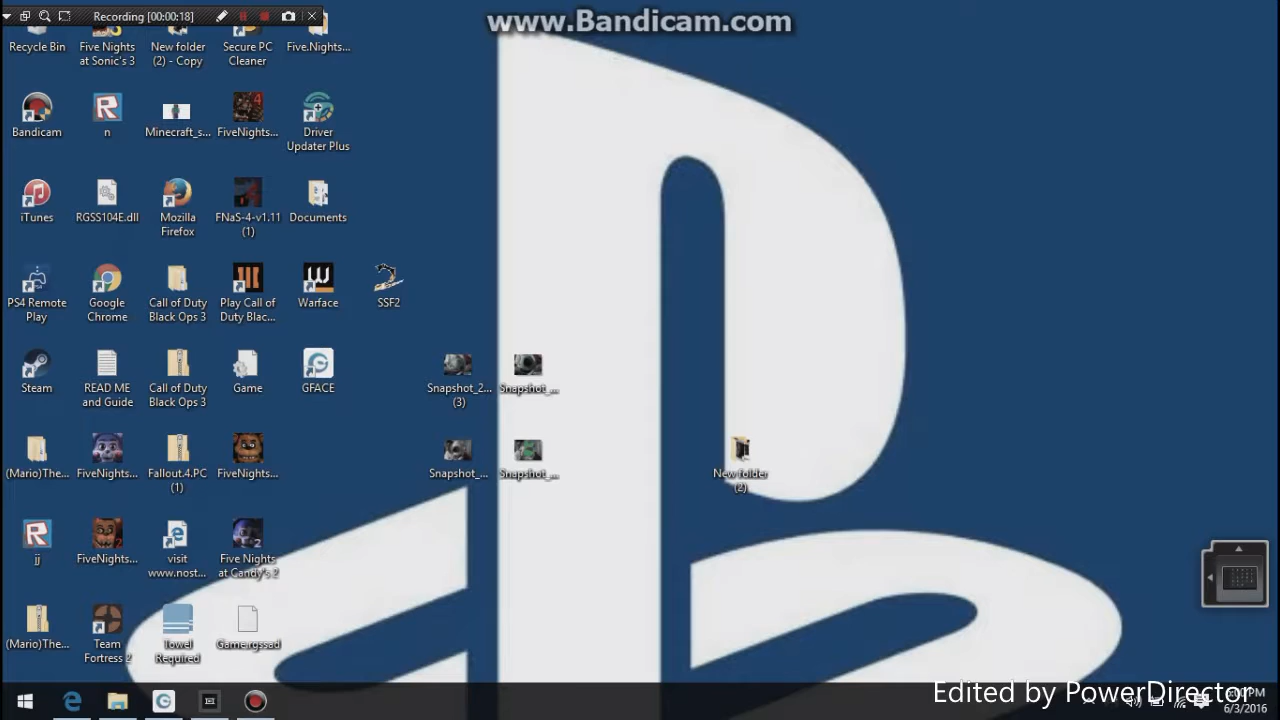 Recording [00:00:18]
www.Bandicam.com
Recycle Bin
Five Nights
at Sonic's 3
New folder
(2) - Copy
Secure PC
Cleaner
Five.Nights...
Bandicam
n
Minecraft_s...
FiveNights...
4
Driver
Updater Plus
iTunes
RGSS104E.dll
Mozilla
Firefox
FNaS-4-v1.11
(1)
Documents
PS4 Remote
Play
Google
Chrome
Call of Duty
Black Ops 3
Play Call of
Duty Blac...
Warface
SSF2
Steam
READ ME
and Guide
Call of Duty
Black Ops 3
Game
GFACE
Snapshot_2...
(3)
Snapshot_...
(Mario)The...
FiveNights...
Fallout.4.PC
(1)
FiveNights...
Snapshot_...
Snapshot_...
New folder
(2)
jj
FiveNights...
visit
www.nost...
Five Nights
at Candy's 2
(Mario)The...
Team
Fortress 2
Towel
Required
Game.rgssad
Edited by PowerDirector
6/3/2016